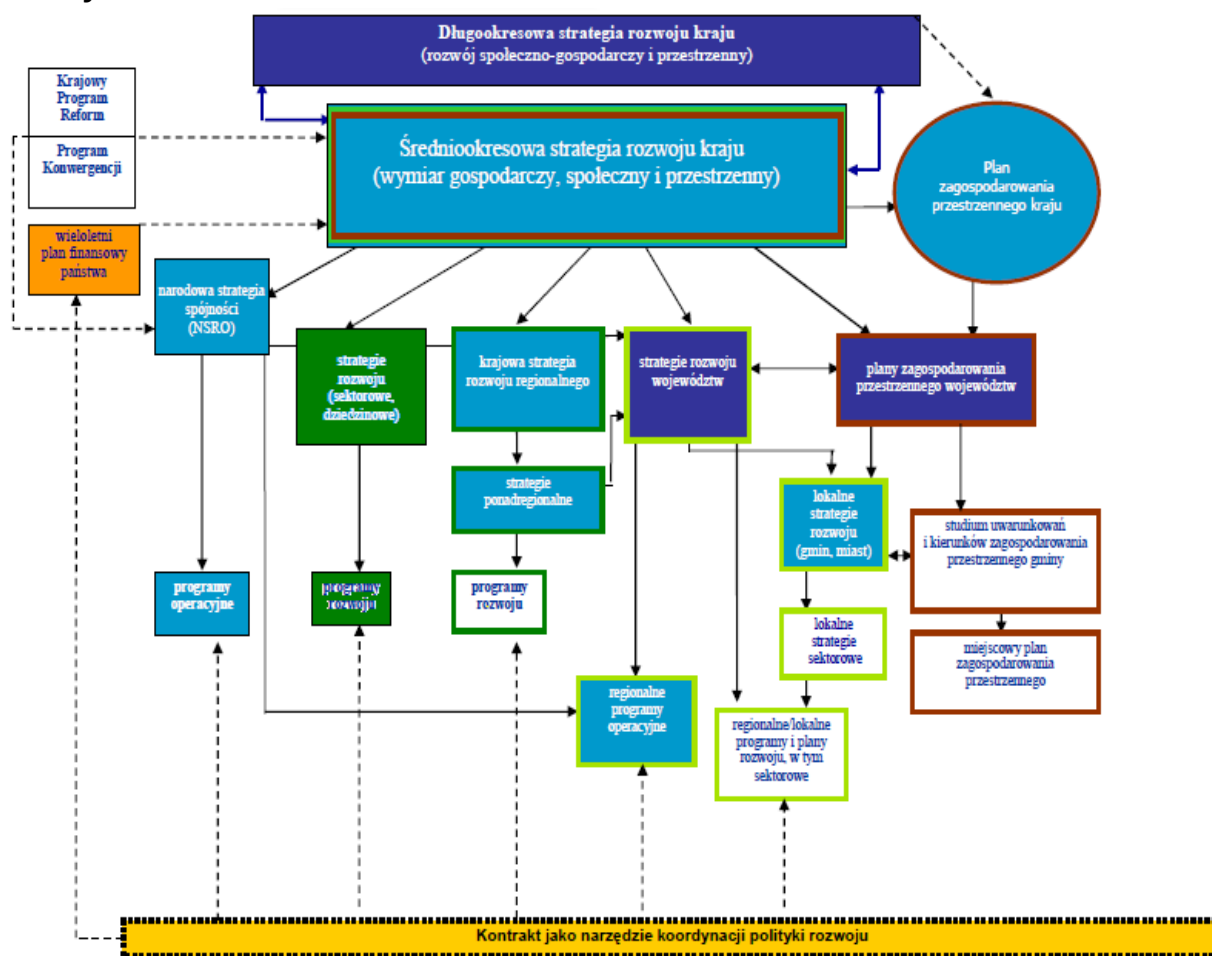 Długookresowa strategia rozwoju kraju
(rozwój społeczno-gospodarczy i przestrzenny)
Krajowy
Program
Reform
Program
Konwergencji
Średniookresowa strategia rozwoju kraju
(wymiar gospodarczy, społeczny i przestrzenny)
Plan
zagospodarowania
przestrzennego kraju
wieloletni
plan finansowy
państwa
narodowa strategia
spójności
(NSRO)
strategie
rozwoju
(sektorowe,
dziedzinowe)
krajowa strategia
rozwoju regionalnego
strategie rozwoju
województw
plany zagospodarowania
przestrzennego województw
strategie
ponadregionalne
lokalne
strategie
rozwoju
(gmin, miast)
studium uwarunkowań
i kierunków zagospodarowania
przestrzennego gminy
programy
operacyjne
programy
rozwoju
programy
rozwoju
lokalne
strategie
sektorowe
miejscowy plan
zagospodarowania
przestrzennego
regionalne
programy
operacyjne
regionalne/lokalne
programy i plany
rozwoju, w tym
sektorowe
Kontrakt jako narzędzie koordynacji polityki rozwoju